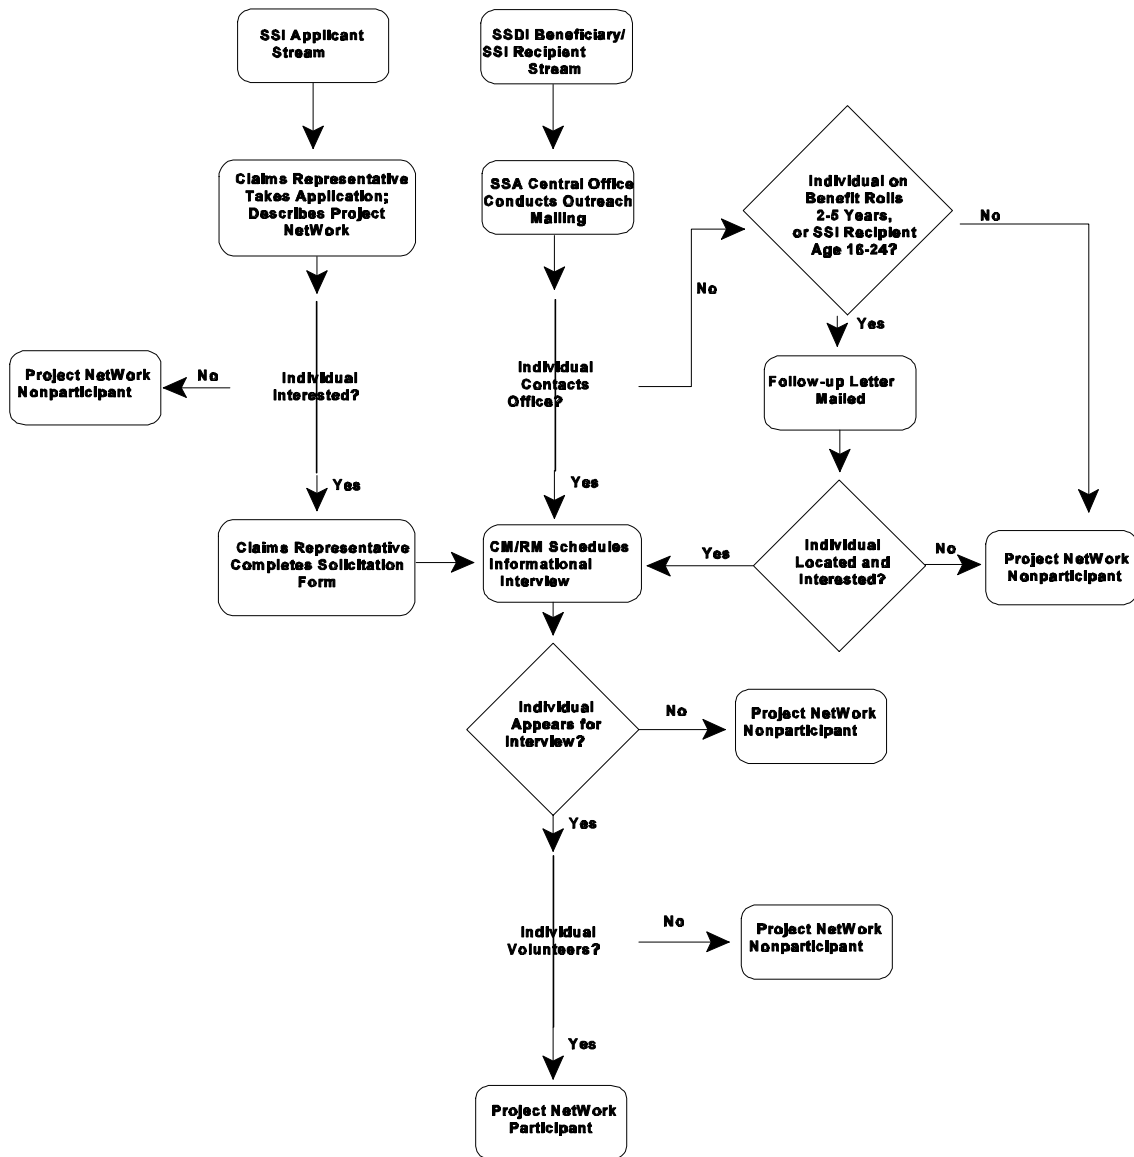 SSI Applicant
Stream
SSDI Beneficiary/
SSI Recipient
Stream
Claims Representative
Takes Application;
Describes Project
NetWork
SSA Central Office
Conducts Outreach
Mailing
Individual on
Benefit Rolls
2-5 Years,
or SSI Recipient
Age 16-24?
No
No
Yes
Project NetWork
Nonparticipant
No
Individual
Interested?
Individual
Contacts
Office?
Follow-up Letter
Mailed
Yes
Yes
Claims Representative
Completes Solicitation
Form
CM/RM Schedules
Informational
Interview
Yes
Individual
Located and
Interested?
No
Project NetWork
Nonparticipant
Individual
Appears for
Interview?
No
Project NetWork
Nonparticipant
Yes
Individual
Volunteers?
No
Project NetWork
Nonparticipant
Yes
Project NetWork
Participant